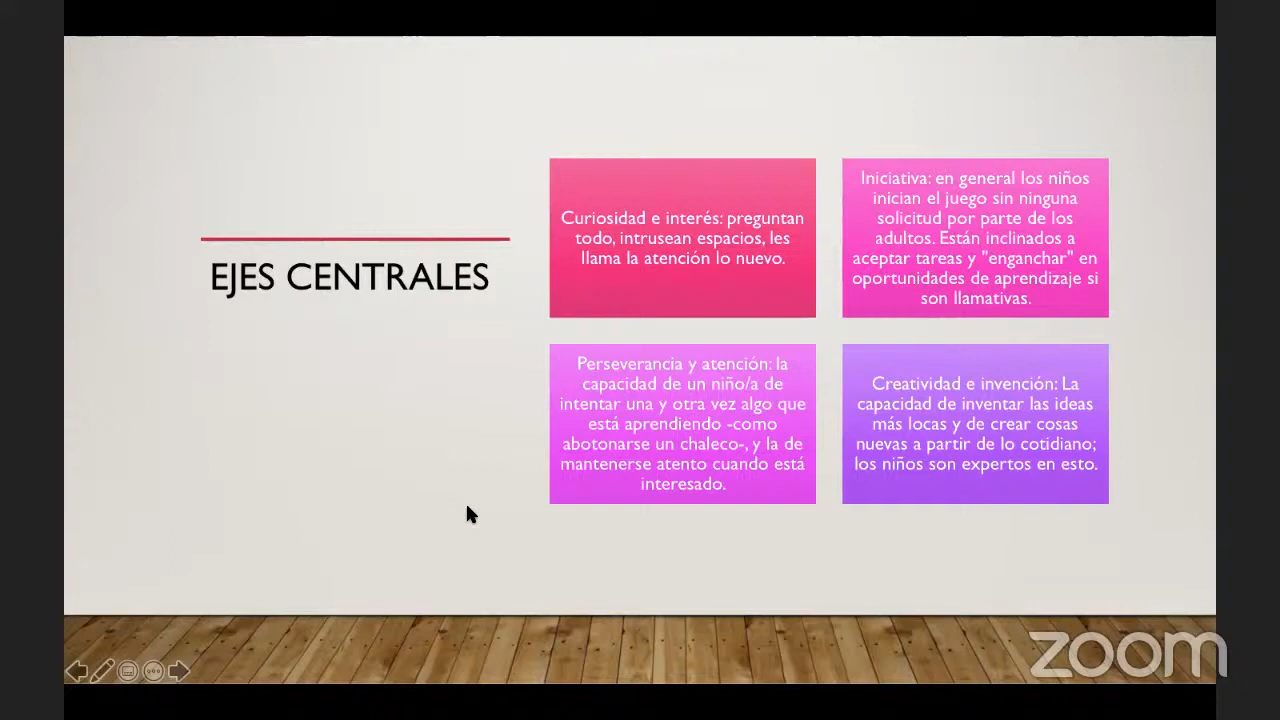 EJES CENTRALES
Curiosidad e interés: preguntan
todo, intrusean espacios, les
llama la atención lo nuevo.
Iniciativa: en general los niños
inician el juego sin ninguna
solicitud por parte de los
adultos. Están inclinados a
aceptar tareas y "enganchar" en
oportunidades de aprendizaje si
son llamativas.
Perseverancia y atención: la
capacidad de un niño/a de
intentar una y otra vez algo que
está aprendiendo -como
abotonarse un chaleco-, y la de
mantenerse atento cuando está
interesado.
Creatividad e invención: La
capacidad de inventar las ideas
más locas y de crear cosas
nuevas a partir de lo cotidiano;
los niños son expertos en esto.
zoom